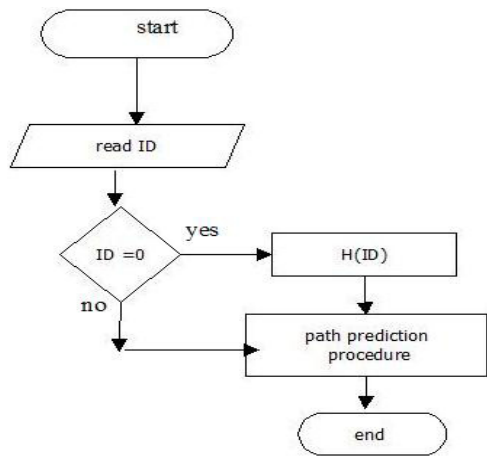 start
read ID
ID =0
yes
H(ID)
no
path prediction
procedure
end